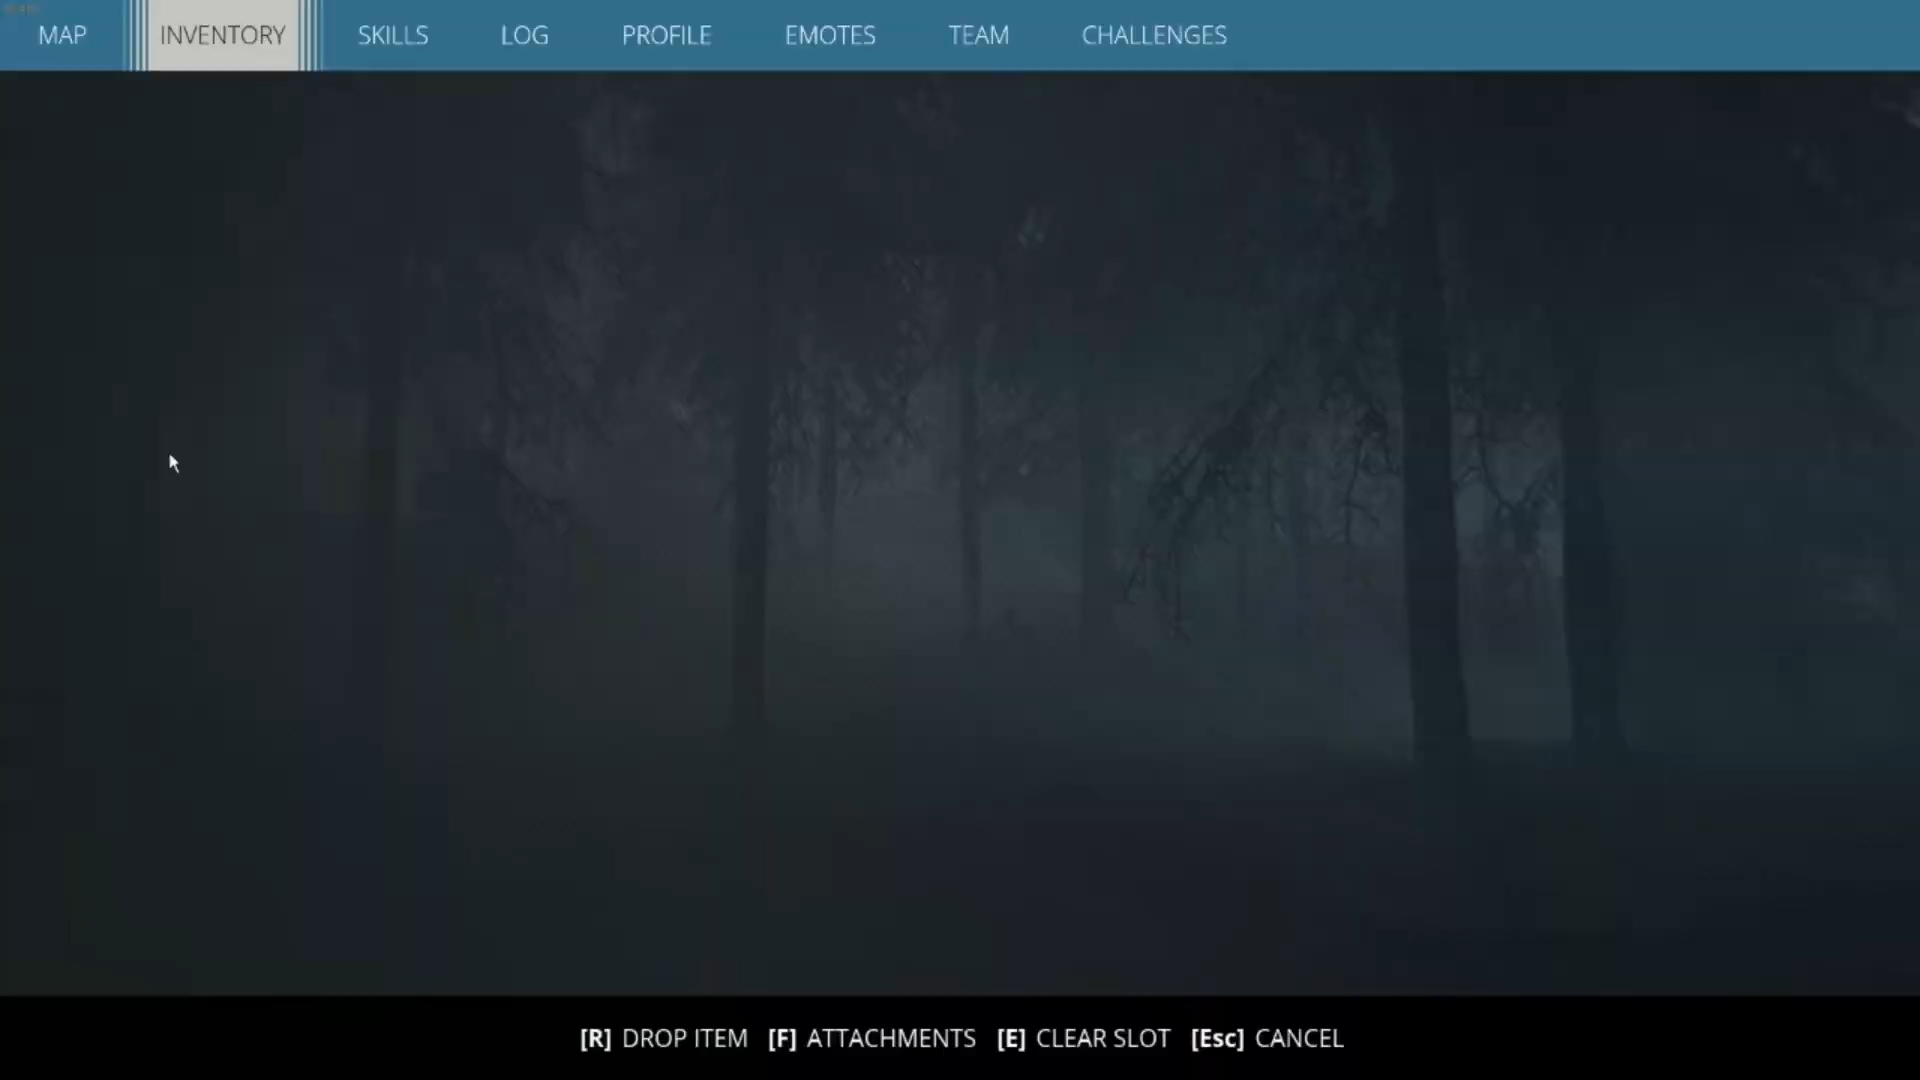 MAP INVENTORY SKILLS LOG PROFILE EMOTES TEAM CHALLENGES
[R] DROP ITEM [F] ATTACHMENTS [E] CLEAR SLOT [Esc] CANCEL